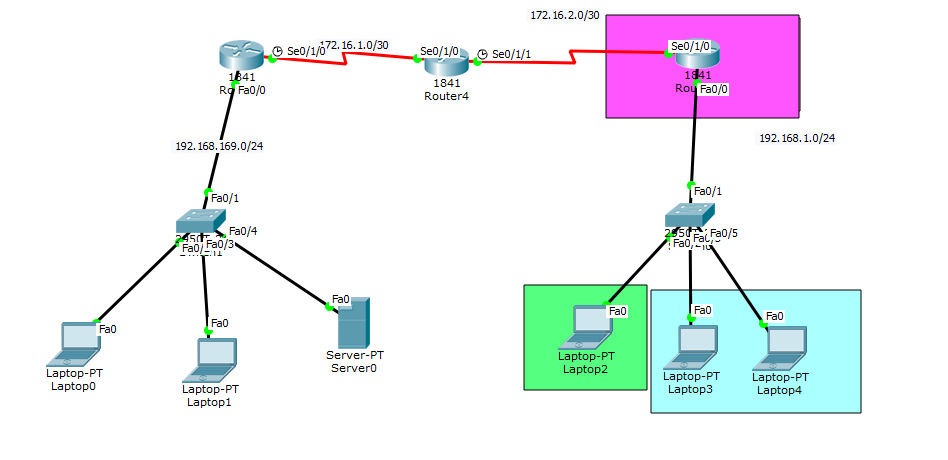 172.16.2.0/30
172.16.1.0/30
Se0/1/0
Se0/1/0
Se0/1/1
Se0/1/0
1841
Fa0/0
1841
Router4
1841
Fa0/0
192.168.169.0/24
192.168.1.0/24
Fa0/1
Fa0/1
Fa0/4
Fa0/3
Fa0/5
Fa0
Fa0
Fa0
Fa0
Fa0
Fa0
Laptop-PT
Laptop0
Laptop-PT
Laptop1
Server-PT
Server0
Laptop-PT
Laptop2
Laptop-PT
Laptop3
Laptop-PT
Laptop4